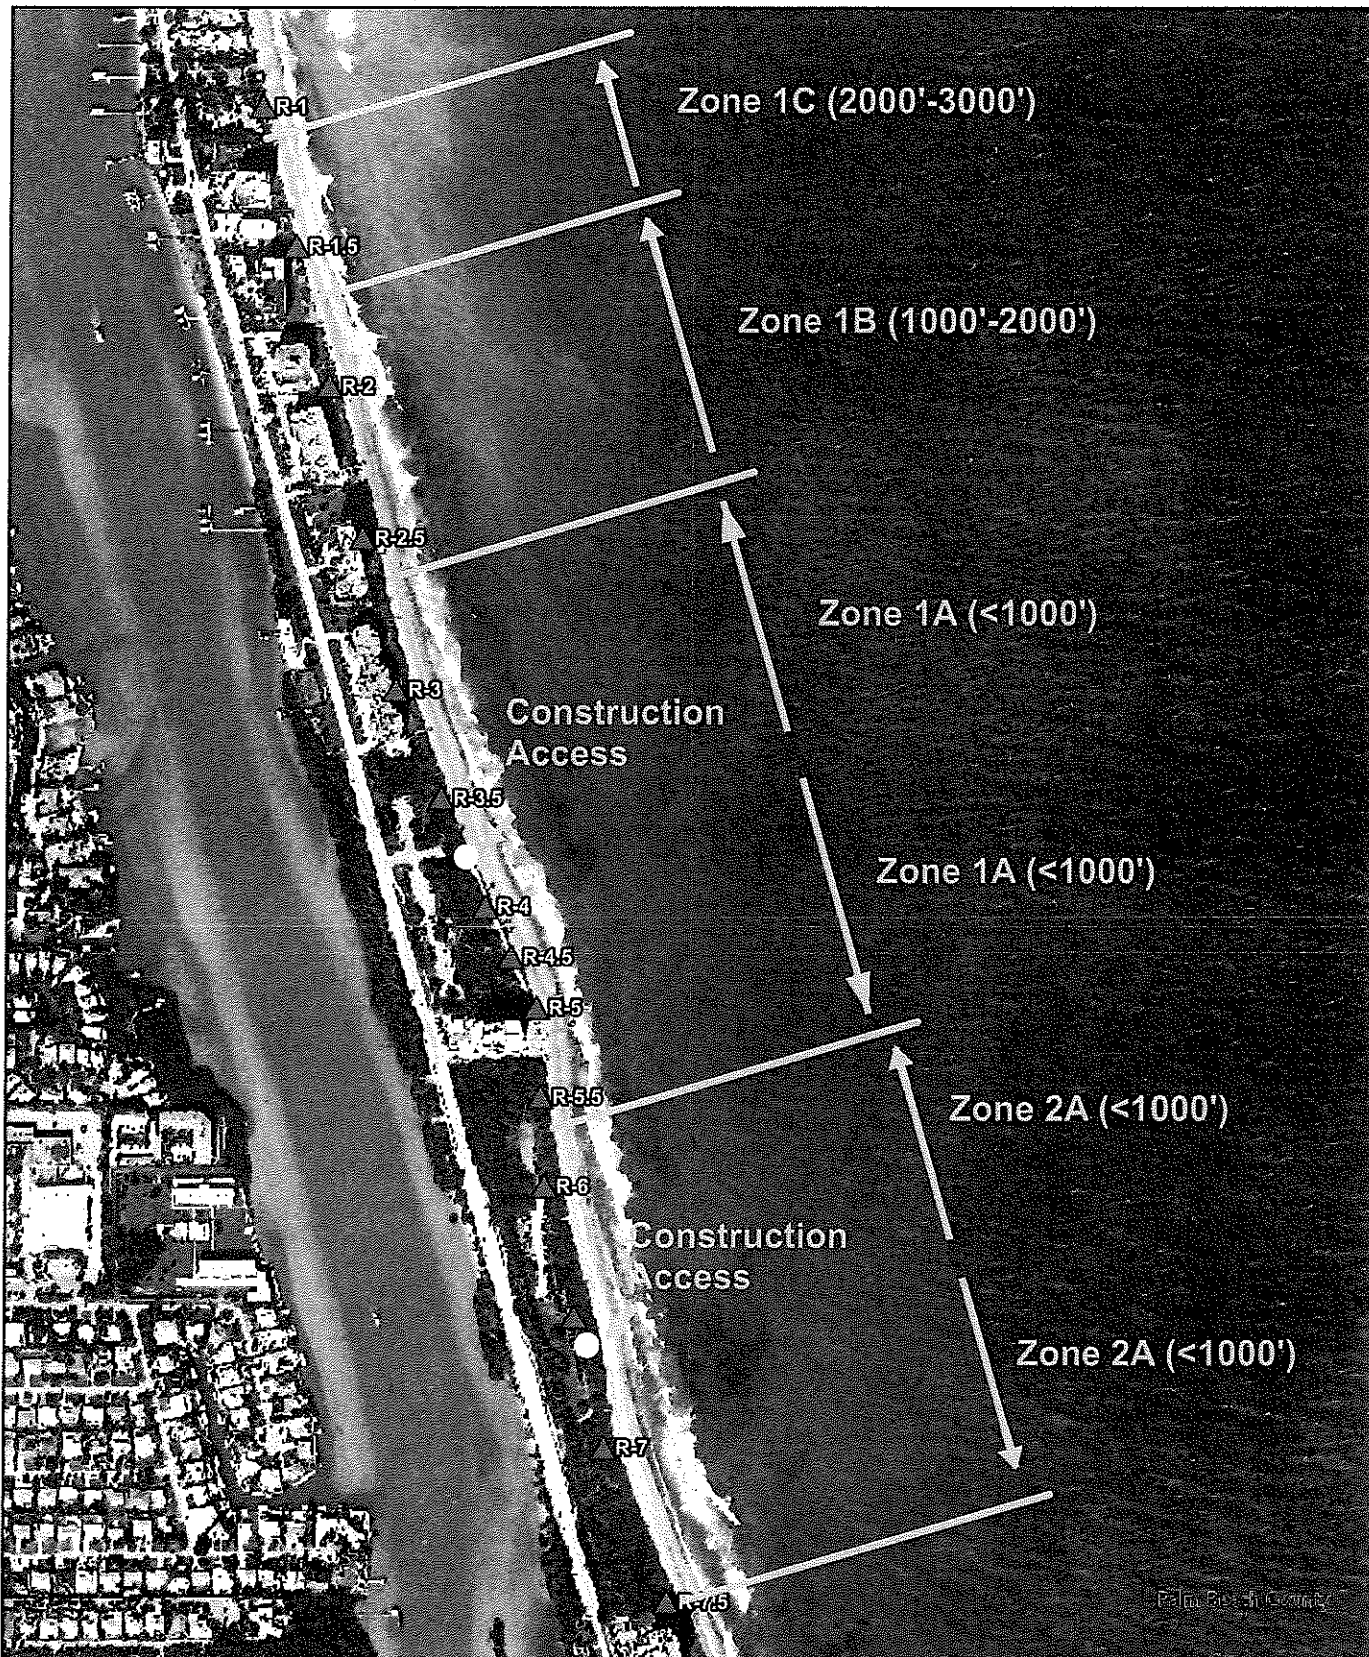 R-1
Zone 1C (2000'-3000')
R-1.5
Zone 1B (1000'-2000')
R-2
R-2.5
Zone 1A (<1000')
R-3
Construction
Access
R-3.5
Zone 1A (<1000')
R-4
R-4.5
R-5
R-5.5
Zone 2A (<1000')
R-6
Construction
Access
Zone 2A (<1000')
R-7
R-7.5
Palm Beach County